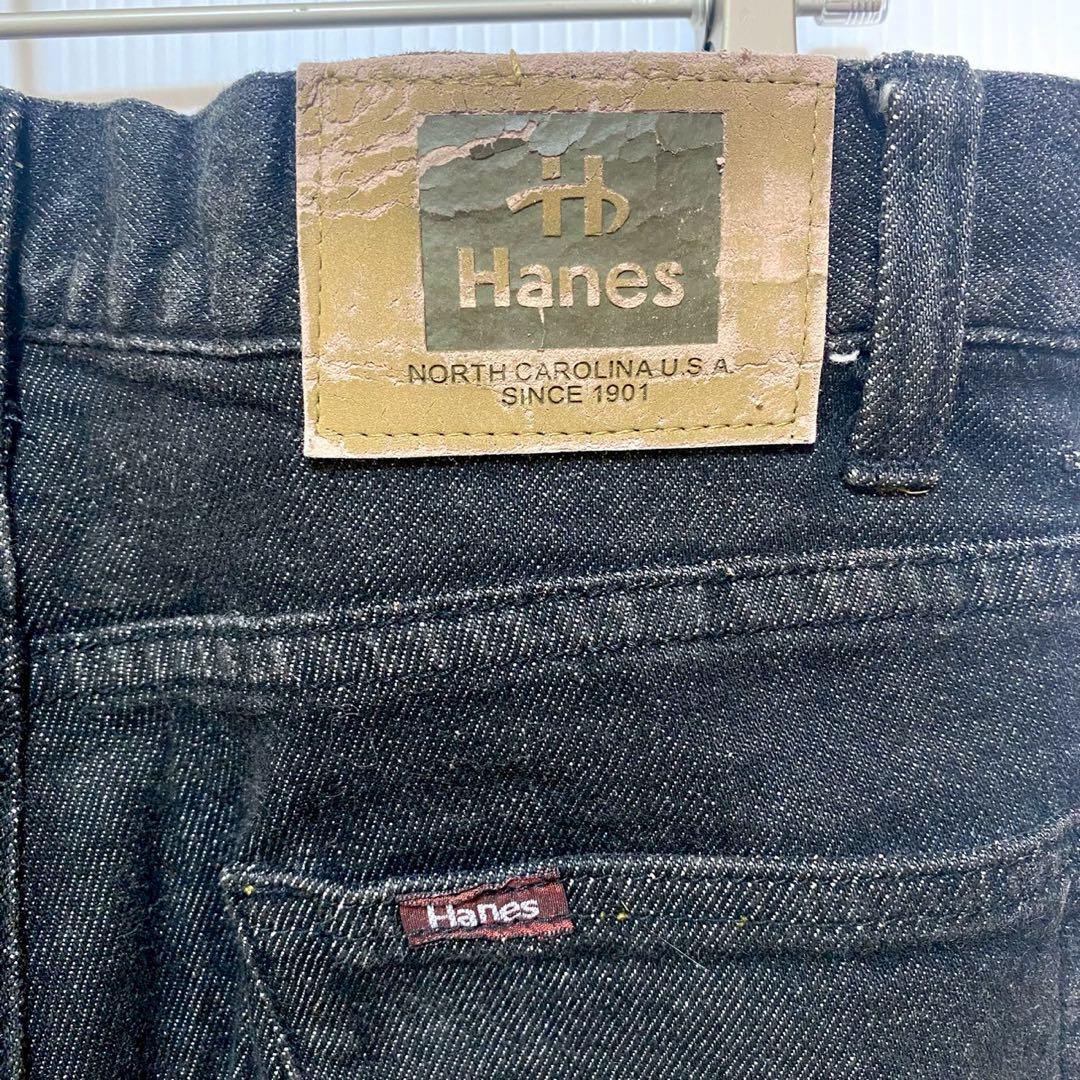 Hanes
NORTH CAROLINA U.S.A.
SINCE 1901
Hanes